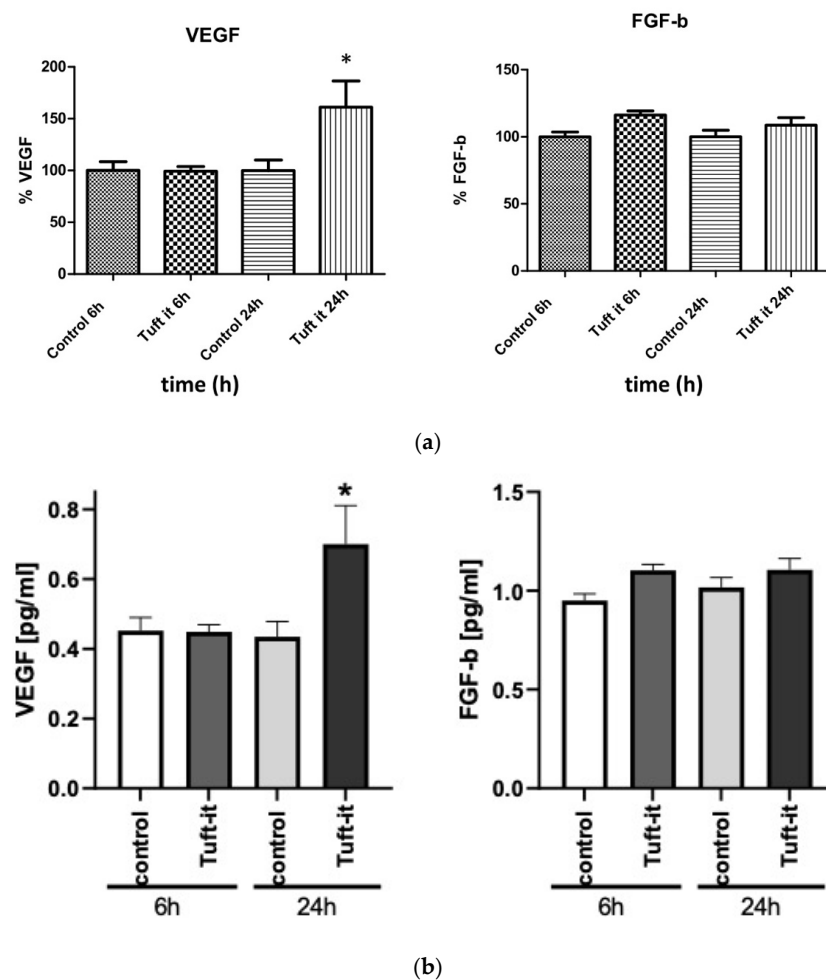 VEGF
*
200
150
100
50
0
% VEGF
Control 6h
Tuft it 6h
Control 24h
Tuft it 24h
time (h)
FGF-b
150
100
50
0
% FGF-b
Control 6h
Tuft it 6h
Control 24h
Tuft it 24h
time (h)
(a)
*
0.8
0.6
0.4
0.2
0.0
VEGF [pg/ml]
control
Tuft-it
control
Tuft-it
6h
24h
1.5
1.0
0.5
0.0
FGF-b [pg/ml]
control
Tuft-it
control
Tuft-it
6h
24h
(b)